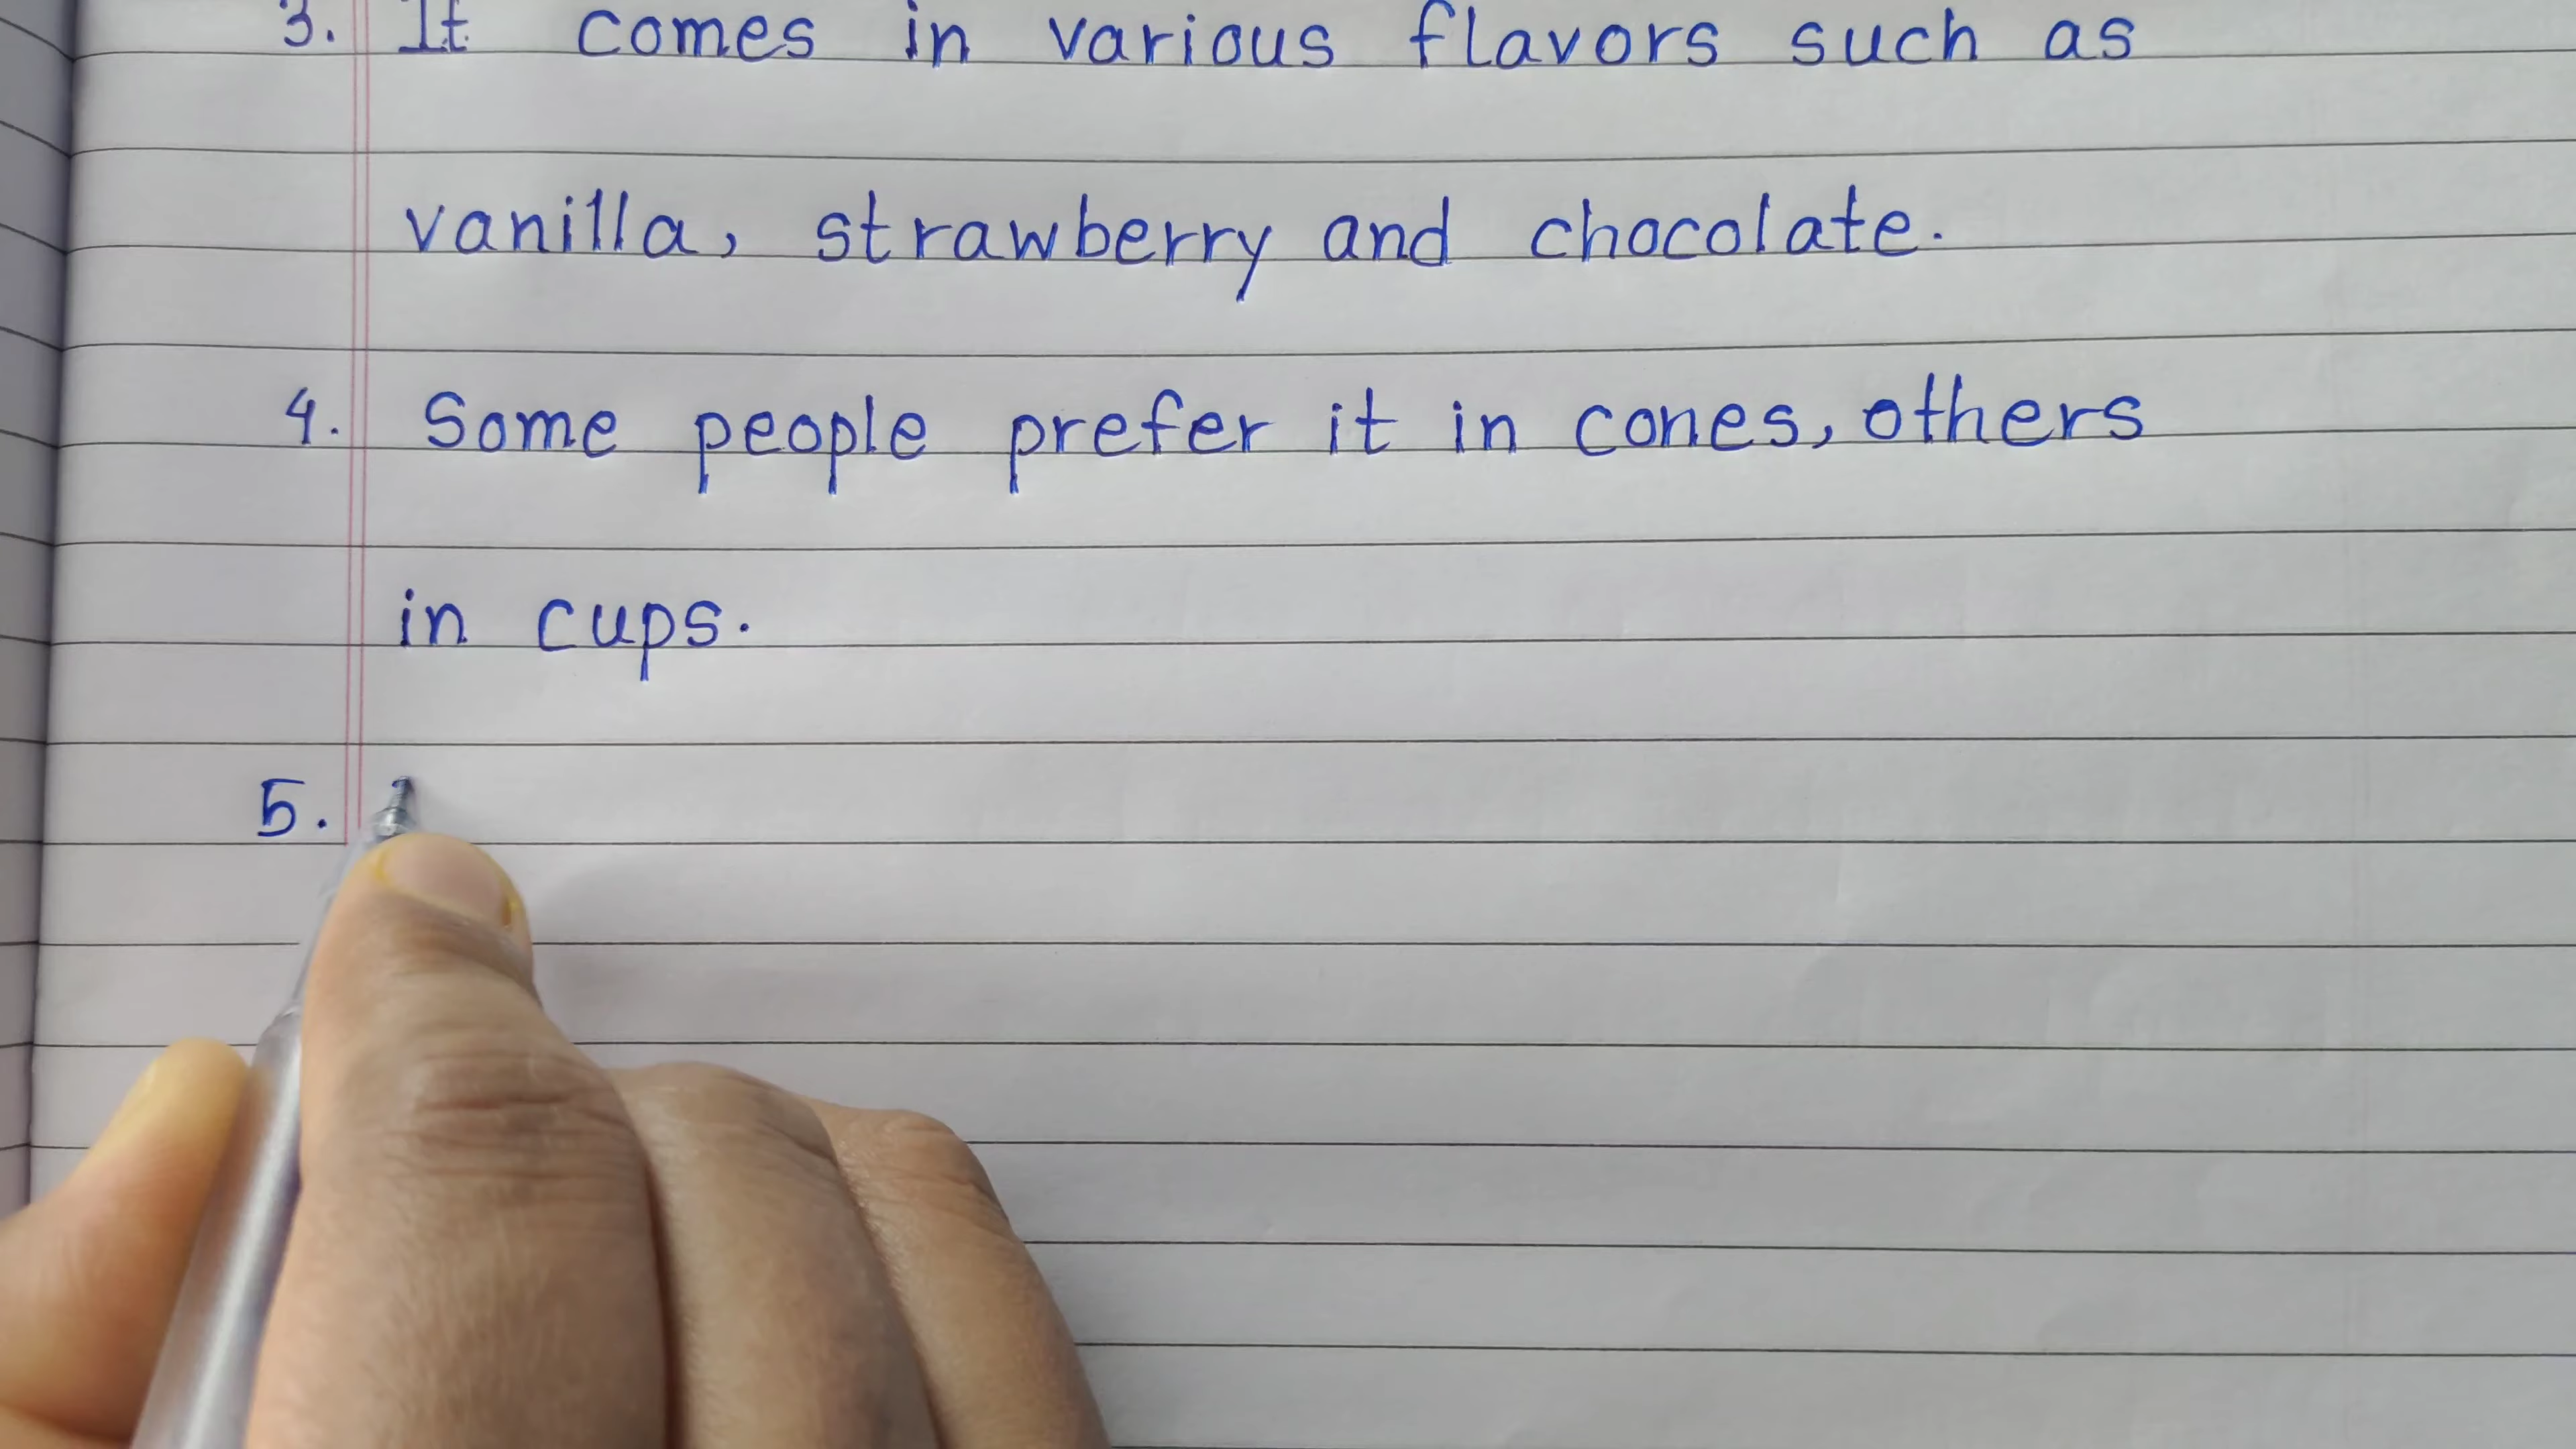 3. It comes in various flavors such as
vanilla, strawberry and chocolate.
4. Some people prefer it in cones, others
in cups.
5.